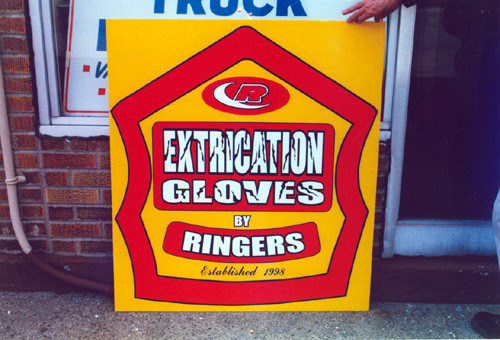 TRUCK
R
EXTRICATION
GLOVES
BY
RINGERS
Established 1998